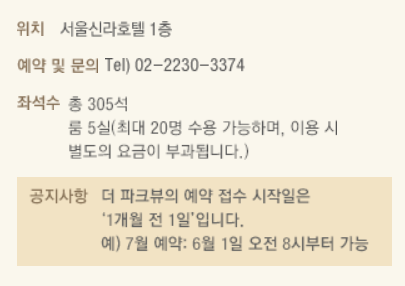 위치 서울신라호텔 1층
예약 및 문의 Tel) 02-2230-3374
좌석수 총 305석
룸 5실(최대 20명 수용 가능하며, 이용 시
별도의 요금이 부과됩니다.)
공지사항 더 파크뷰의 예약 접수 시작일은
‘1개월 전 1일’입니다.
예) 7월 예약: 6월 1일 오전 8시부터 가능